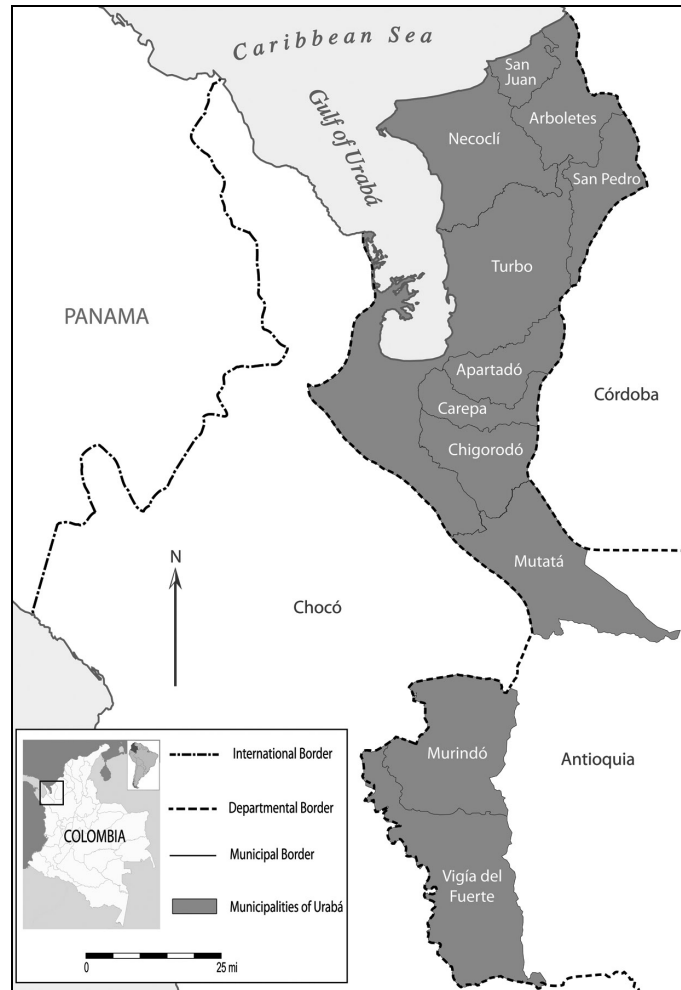 Caribbean Sea
San
Juan
Gulf of Urabá
Arboletes
Necoclí
San Pedro
Turbo
PANAMA
Apartadó
Córdoba
Carepa
Chigorodó
N
Mutatá
Chocó
Murindó
Antioquia
International Border
Departmental Border
COLOMBIA
Municipal Border
Vigía del
Fuerte
Municipalities of Urabá
0
25 mi